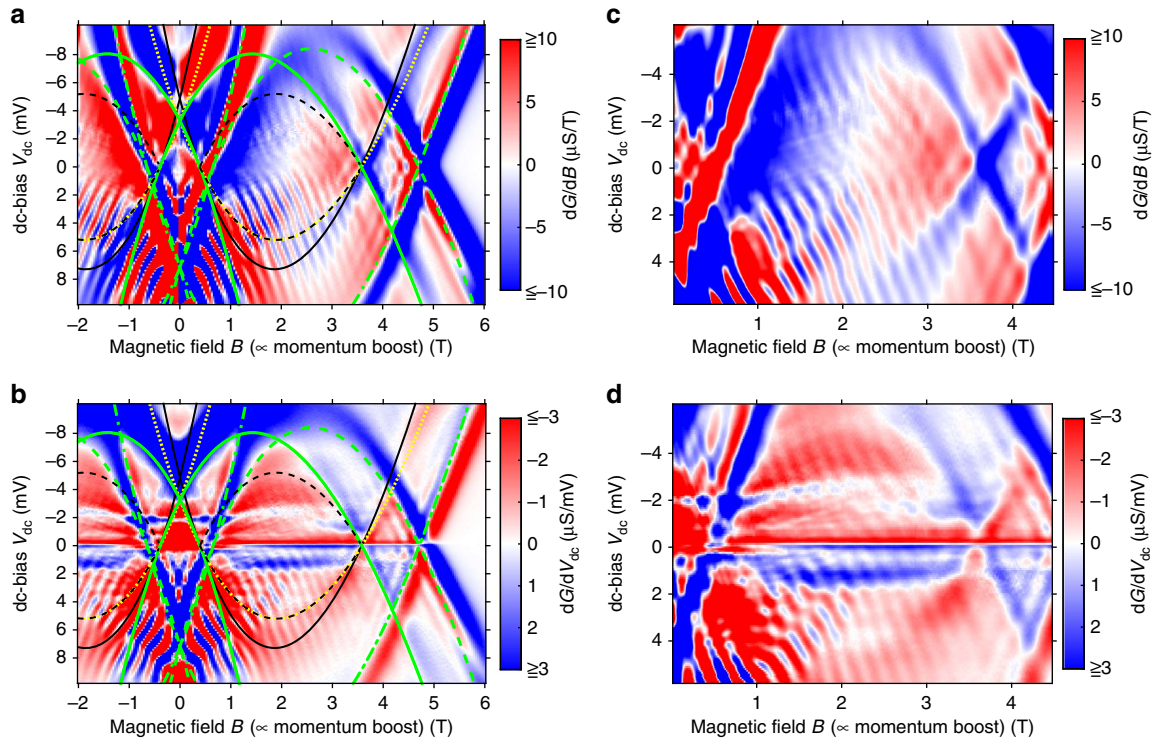 a
dc-bias Vdc (mV)
–8
–6
–4
–2
0
2
4
6
8
–2 –1 0 1 2 3 4 5 6
Magnetic field B (∝ momentum boost) (T)
≧10
5
0
–5
≦–10
dG/dB (μS/T)
c
dc-bias Vdc (mV)
–4
–2
0
2
4
1 2 3 4
Magnetic field B (∝ momentum boost) (T)
≧10
5
0
–5
≦–10
dG/dB (μS/T)
b
dc-bias Vdc (mV)
–8
–6
–4
–2
0
2
4
6
8
–2 –1 0 1 2 3 4 5 6
Magnetic field B (∝ momentum boost) (T)
≦–3
–2
–1
0
1
2
≧3
dG/dVdc (μS/mV)
d
dc-bias Vdc (mV)
–4
–2
0
2
4
1 2 3 4
Magnetic field B (∝ momentum boost) (T)
≦–3
–2
–1
0
1
2
≧3
dG/dVdc (μS/mV)